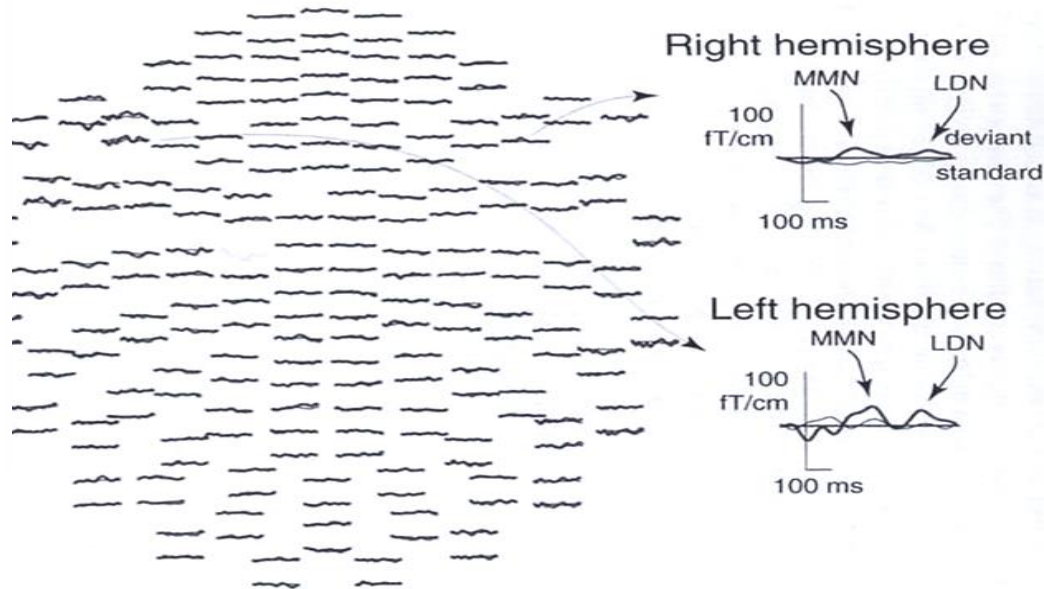 Right hemisphere
MMN
LDN
100
fT/cm
deviant
standard
100 ms
Left hemisphere
MMN
LDN
100
fT/cm
100 ms